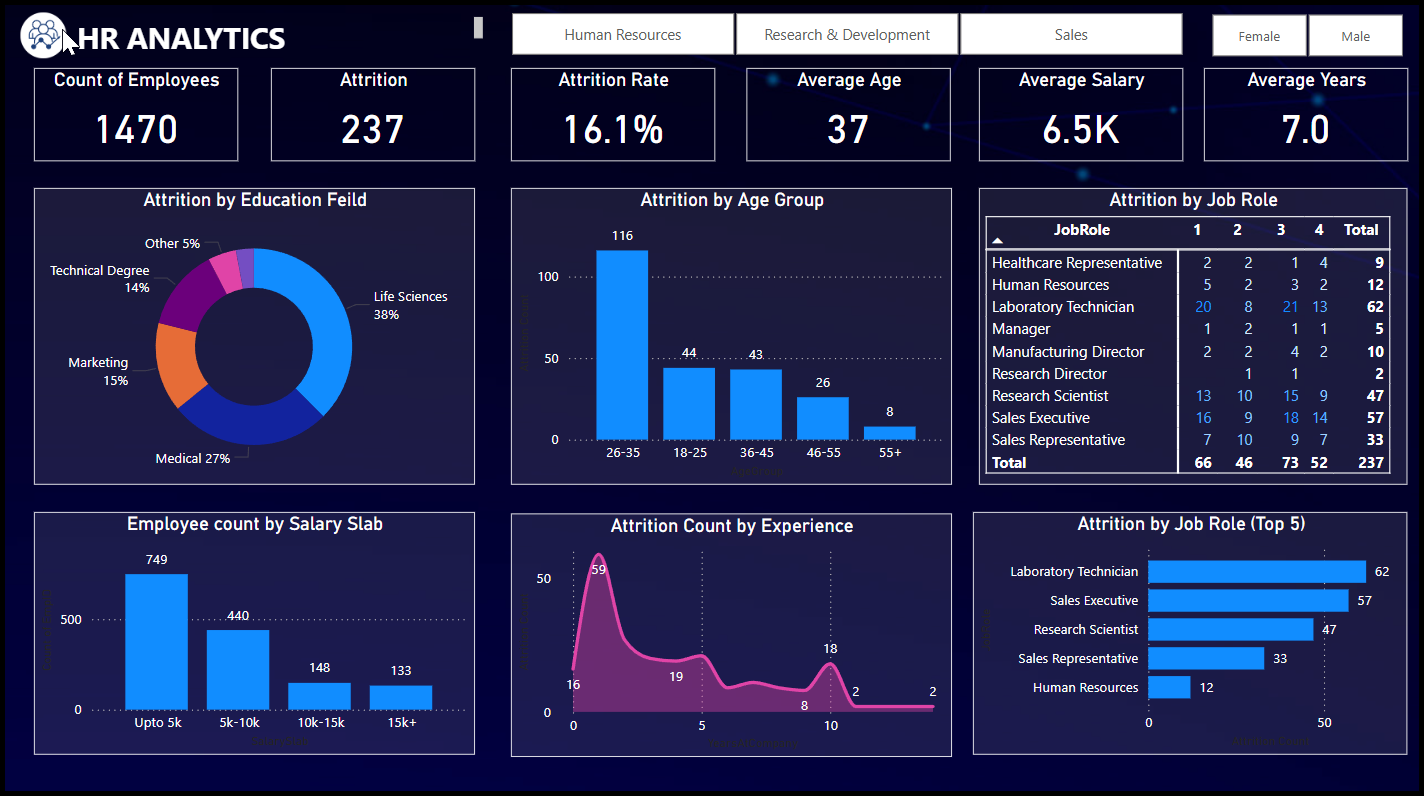 HR ANALYTICS
Human Resources
Research & Development
Sales
Female
Male
Count of Employees
1470
Attrition
237
Attrition Rate
16.1%
Average Age
37
Average Salary
6.5K
Average Years
7.0
Attrition by Education Feild
Other 5%
Technical Degree
14%
Life Sciences
38%
Marketing
15%
Medical 27%
Attrition by Age Group
116
100
50
44
43
26
8
0
26-35 18-25 36-45 46-55 55+
Attrition by Job Role
JobRole 1 2 3 4 Total
Healthcare Representative 2 2 1 4 9
Human Resources 5 2 3 2 12
Laboratory Technician 20 8 21 13 62
Manager 1 2 1 1 5
Manufacturing Director 2 2 4 2 10
Research Director 1 1 2
Research Scientist 13 10 15 9 47
Sales Executive 16 9 18 14 57
Sales Representative 7 10 9 7 33
Total 66 46 73 52 237
Employee count by Salary Slab
749
500
440
148
133
0
Upto 5k 5k-10k 10k-15k 15k+
Attrition Count by Experience
50
59
18
16
19
8
2
2
0
0 5 10
Attrition by Job Role (Top 5)
Laboratory Technician 62
Sales Executive 57
Research Scientist 47
Sales Representative 33
Human Resources 12
0 50
Attrition Count